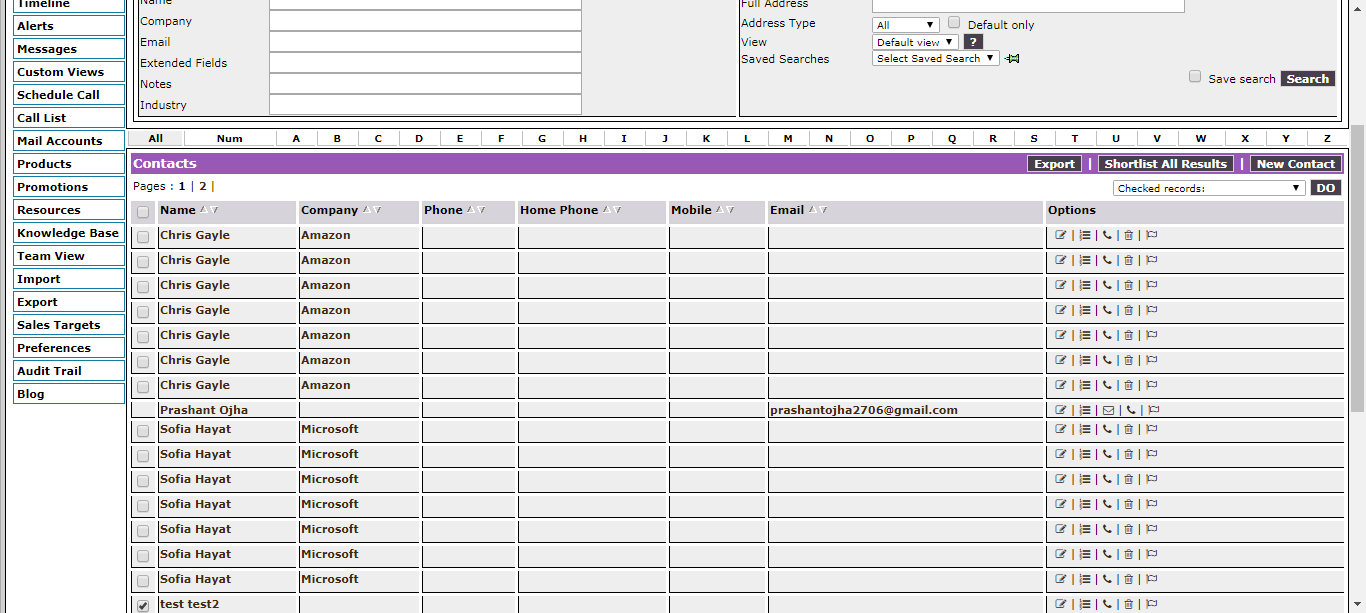 Timeline
Alerts
Messages
Custom Views
Schedule Call
Call List
Mail Accounts
Products
Promotions
Resources
Knowledge Base
Team View
Import
Export
Sales Targets
Preferences
Audit Trail
Blog
Name
Company
Email
Extended Fields
Notes
Industry
Full Address
Address Type All Default only
View Default view ?
Saved Searches Select Saved Search
Save search Search
All Num A B C D E F G H I J K L M N O P Q R S T U V W X Y Z
Contacts Export | Shortlist All Results | New Contact
Pages : 1 | 2 |
Checked records: DO
Name Company Phone Home Phone Mobile Email Options
Chris Gayle Amazon
Chris Gayle Amazon
Chris Gayle Amazon
Chris Gayle Amazon
Chris Gayle Amazon
Chris Gayle Amazon
Chris Gayle Amazon
Prashant Ojha prashantojha2706@gmail.com
Sofia Hayat Microsoft
Sofia Hayat Microsoft
Sofia Hayat Microsoft
Sofia Hayat Microsoft
Sofia Hayat Microsoft
Sofia Hayat Microsoft
Sofia Hayat Microsoft
test test2